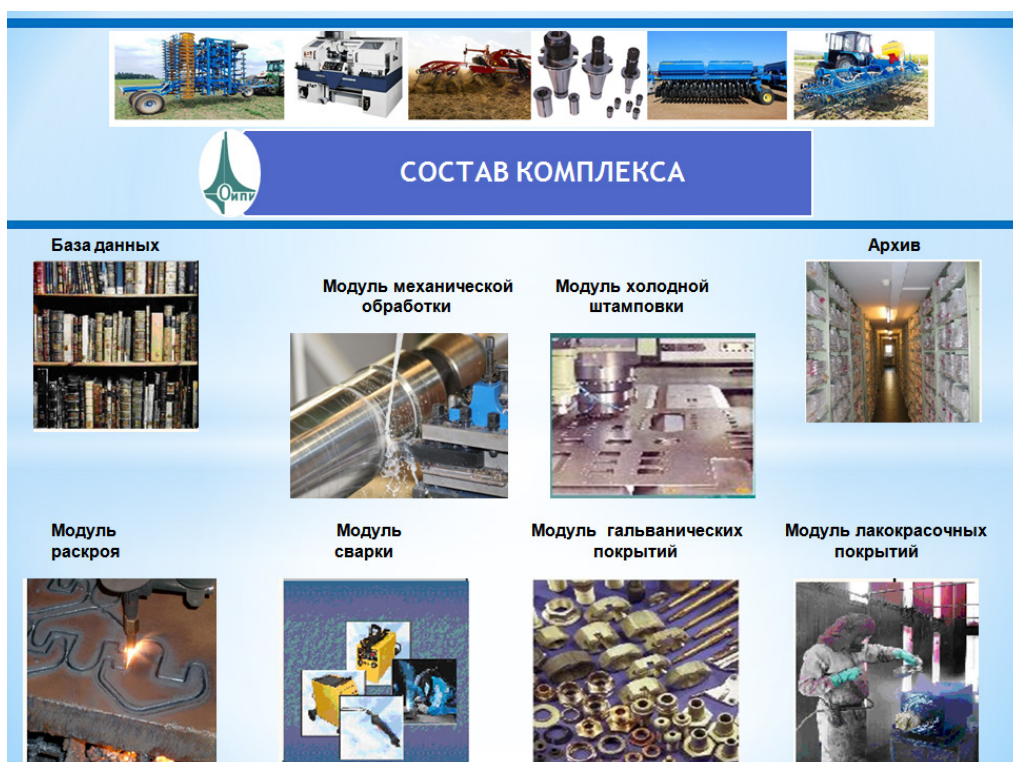 СОСТАВ КОМПЛЕКСА
ОИПИ
База данных
Архив
Модуль механической
обработки
Модуль холодной
штамповки
Модуль
раскроя
Модуль
сварки
Модуль гальванических
покрытий
Модуль лакокрасочных
покрытий